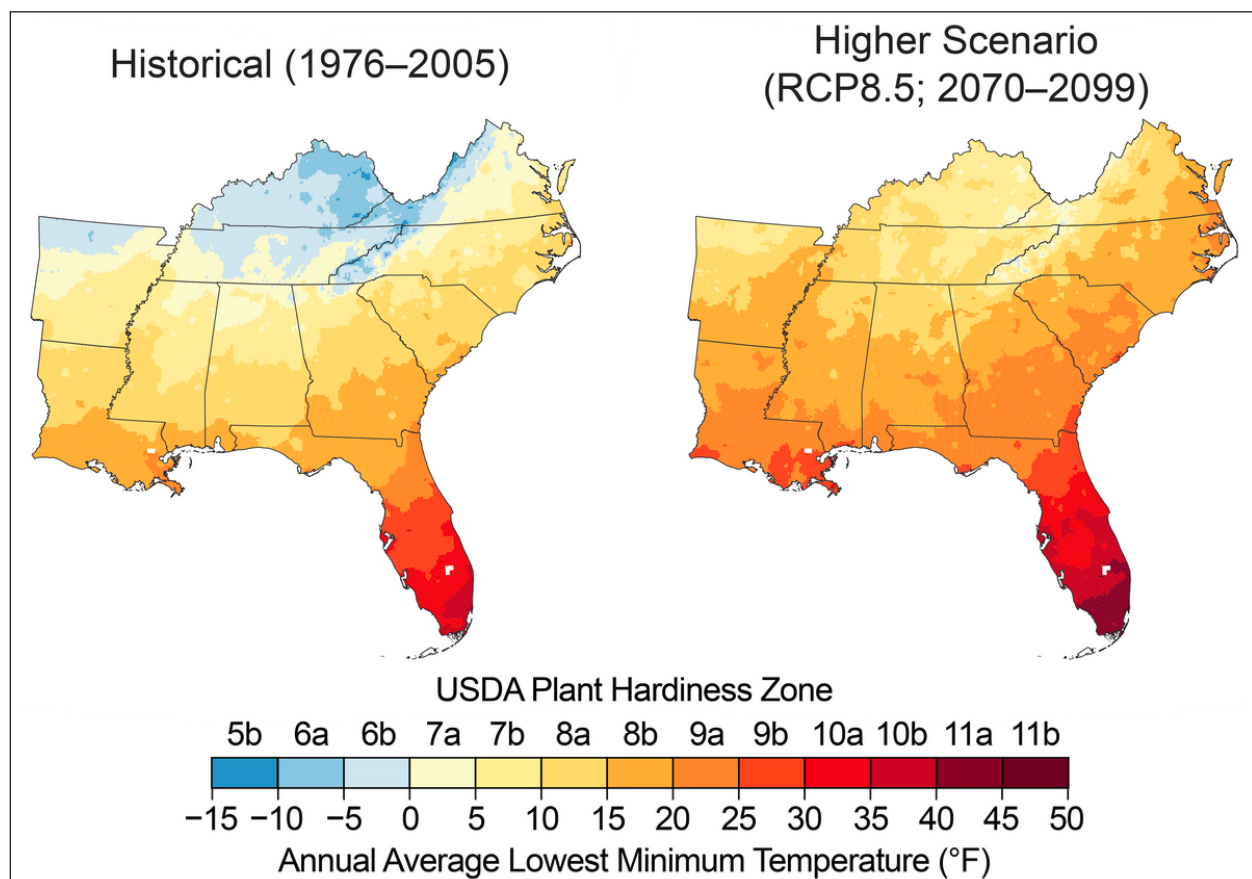 Historical (1976–2005)
Higher Scenario
(RCP8.5; 2070–2099)
USDA Plant Hardiness Zone
5b 6a 6b 7a 7b 8a 8b 9a 9b 10a 10b 11a 11b
−15 −10 −5 0 5 10 15 20 25 30 35 40 45 50
Annual Average Lowest Minimum Temperature (°F)